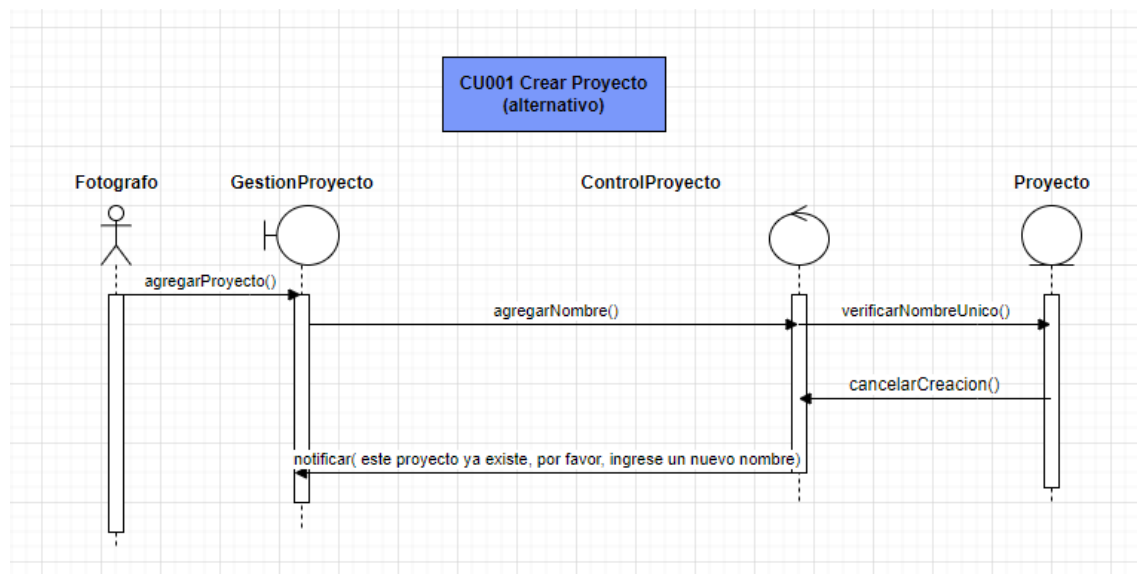 CU001 Crear Proyecto
(alternativo)
Fotografo
GestionProyecto
ControlProyecto
Proyecto
agregarProyecto()
agregarNombre()
verificarNombreUnico()
cancelarCreacion()
notificar( este proyecto ya existe, por favor, ingrese un nuevo nombre)